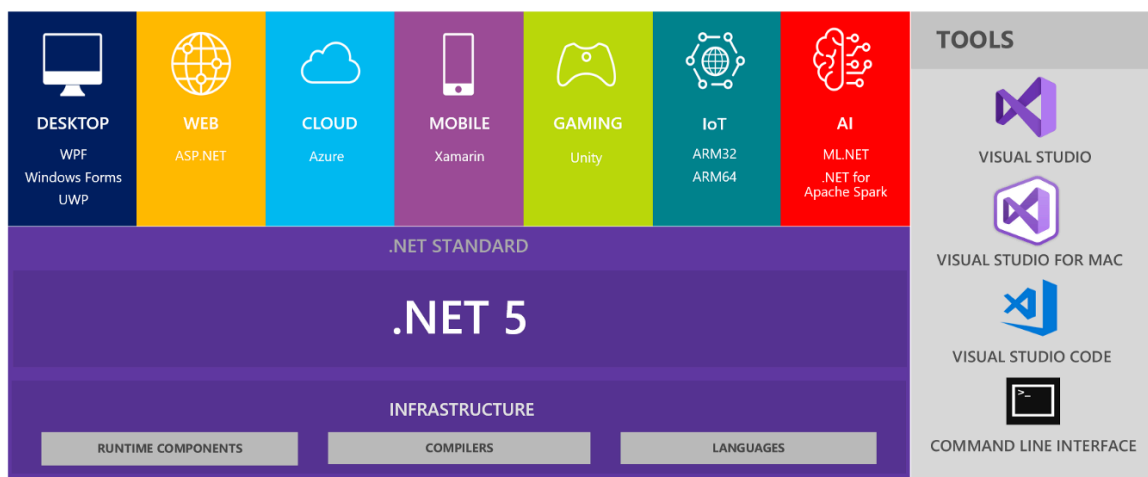 DESKTOP
WPF
Windows Forms
UWP
WEB
ASP.NET
CLOUD
Azure
MOBILE
Xamarin
GAMING
Unity
IoT
ARM32
ARM64
AI
ML.NET
.NET for
Apache Spark
.NET STANDARD
.NET 5
INFRASTRUCTURE
RUNTIME COMPONENTS
COMPILERS
LANGUAGES
TOOLS
VISUAL STUDIO
VISUAL STUDIO FOR MAC
VISUAL STUDIO CODE
>_
COMMAND LINE INTERFACE